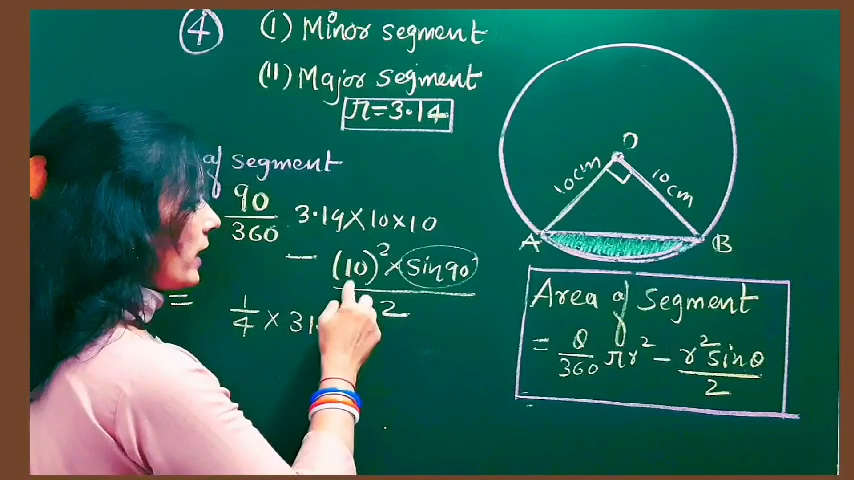 4 (I) Minor segment
(II) Major segment
π=3.14
of segment
90/360 3.14×10×10
− (10)²×sin90/2
= 1/4 × 31
O
10cm 10cm
A B
Area of segment
= θ/360 πr² − r² sinθ/2